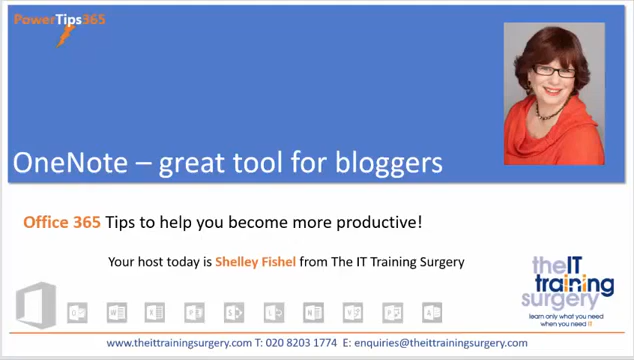 PowerTips365
OneNote – great tool for bloggers
Office 365 Tips to help you become more productive!
Your host today is Shelley Fishel from The IT Training Surgery
theIT
training
surgery
learn only what you need
when you need IT
www.theittrainingsurgery.com T: 020 8203 1774 E: enquiries@theittrainingsurgery.com